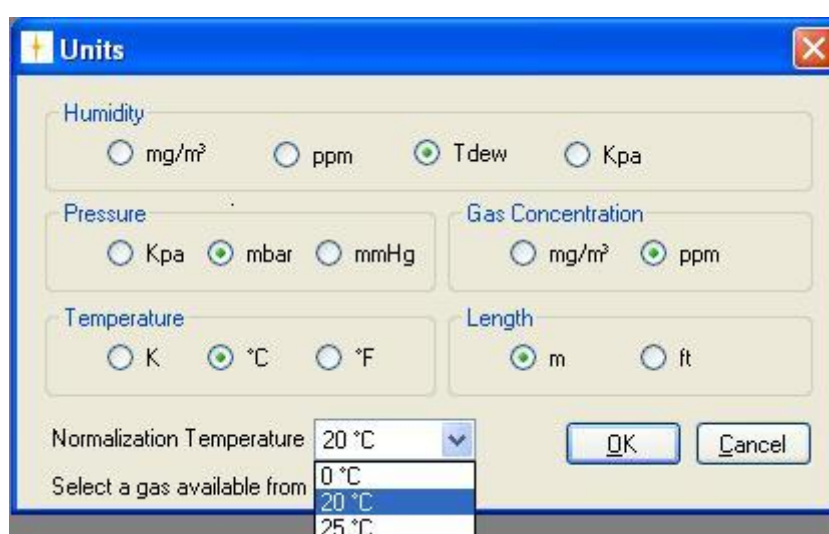 Units
Humidity
mg/m³ ppm Tdew Kpa
Pressure Gas Concentration
Kpa mbar mmHg mg/m³ ppm
Temperature Length
K °C °F m ft
Normalization Temperature 20 °C OK Cancel
Select a gas available from 0 °C
20 °C
25 °C